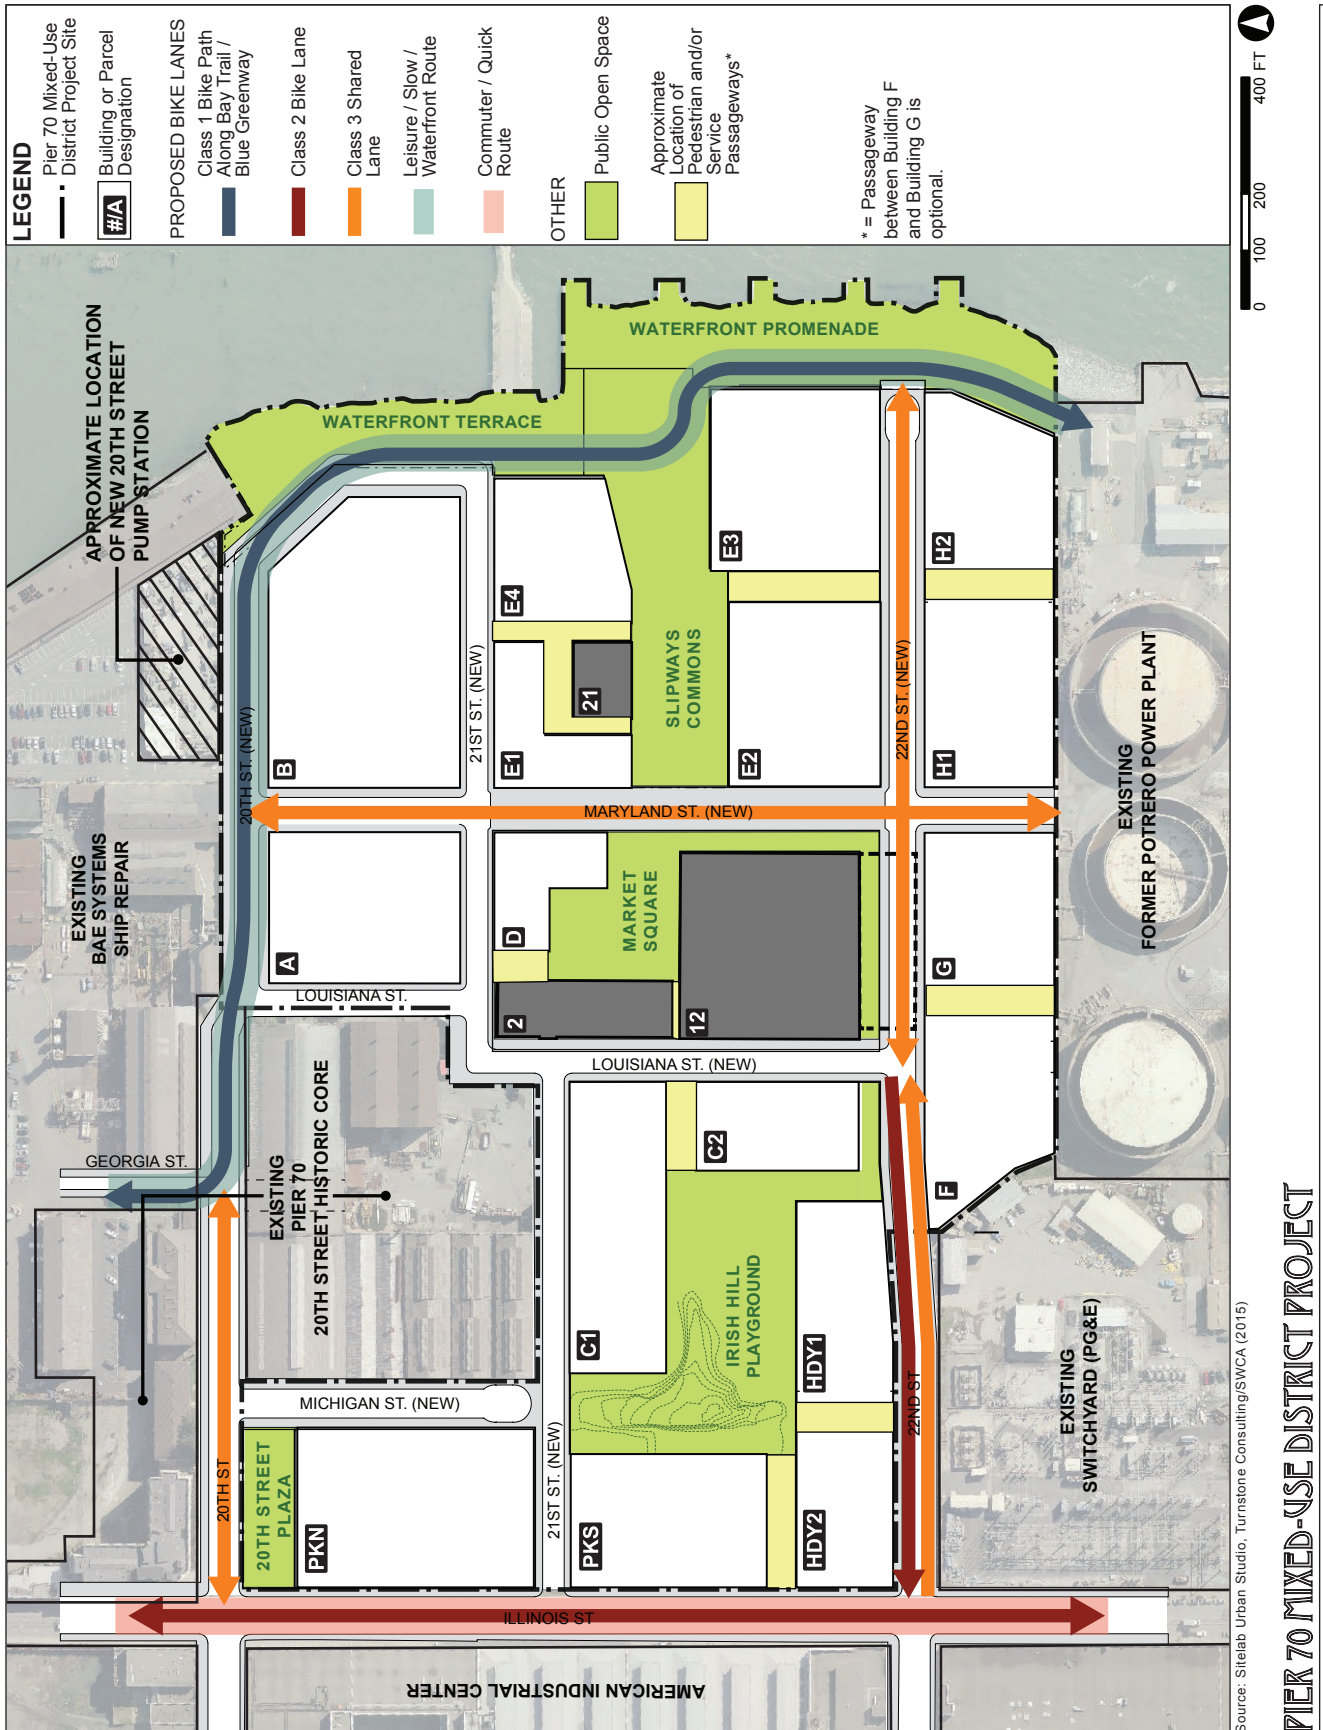 LEGEND
Pier 70 Mixed-Use
District Project Site
#/A
Building or Parcel
Designation
PROPOSED BIKE LANES
Class 1 Bike Path
Along Bay Trail /
Blue Greenway
Class 2 Bike Lane
Class 3 Shared
Lane
Leisure / Slow /
Waterfront Route
Commuter / Quick
Route
OTHER
Public Open Space
Approximate
Location of
Pedestrian and/or
Service
Passageways*
* = Passageway
between Building F
and Building G is
optional.
0
100
200
400 FT
APPROXIMATE LOCATION
OF NEW 20TH STREET
PUMP STATION
WATERFRONT TERRACE
WATERFRONT PROMENADE
EXISTING
BAE SYSTEMS
SHIP REPAIR
20TH ST. (NEW)
B
21ST ST. (NEW)
E4
21
E1
SLIPWAYS
COMMONS
E3
E2
22ND ST. (NEW)
H2
H1
EXISTING
FORMER POTRERO POWER PLANT
MARYLAND ST. (NEW)
A
LOUISIANA ST.
D
2
MARKET
SQUARE
12
G
LOUISIANA ST. (NEW)
GEORGIA ST.
EXISTING
PIER 70
20TH STREET HISTORIC CORE
C2
C1
F
IRISH HILL
PLAYGROUND
HDY1
22ND ST
EXISTING
SWITCHYARD (PG&E)
MICHIGAN ST. (NEW)
20TH ST
20TH STREET
PLAZA
PKN
21ST ST. (NEW)
PKS
HDY2
ILLINOIS ST
AMERICAN INDUSTRIAL CENTER
Source: Sitelab Urban Studio, Turnstone Consulting/SWCA (2015)
PIER 70 MIXED-USE DISTRICT PROJECT